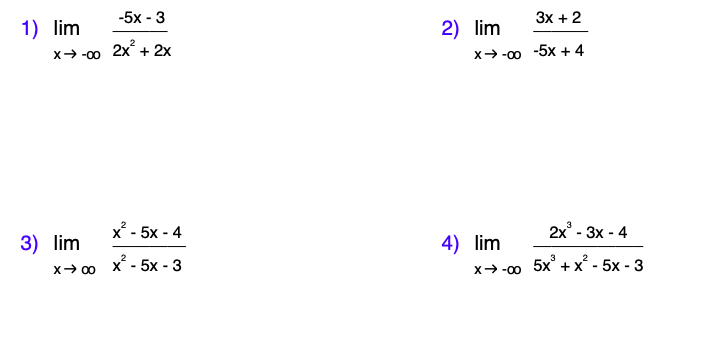 1) lim -5x - 3 / 2x² + 2x
x→ -∞
2) lim 3x + 2 / -5x + 4
x→ -∞
3) lim x² - 5x - 4 / x² - 5x - 3
x→ ∞
4) lim 2x³ - 3x - 4 / 5x³ + x² - 5x - 3
x→ -∞